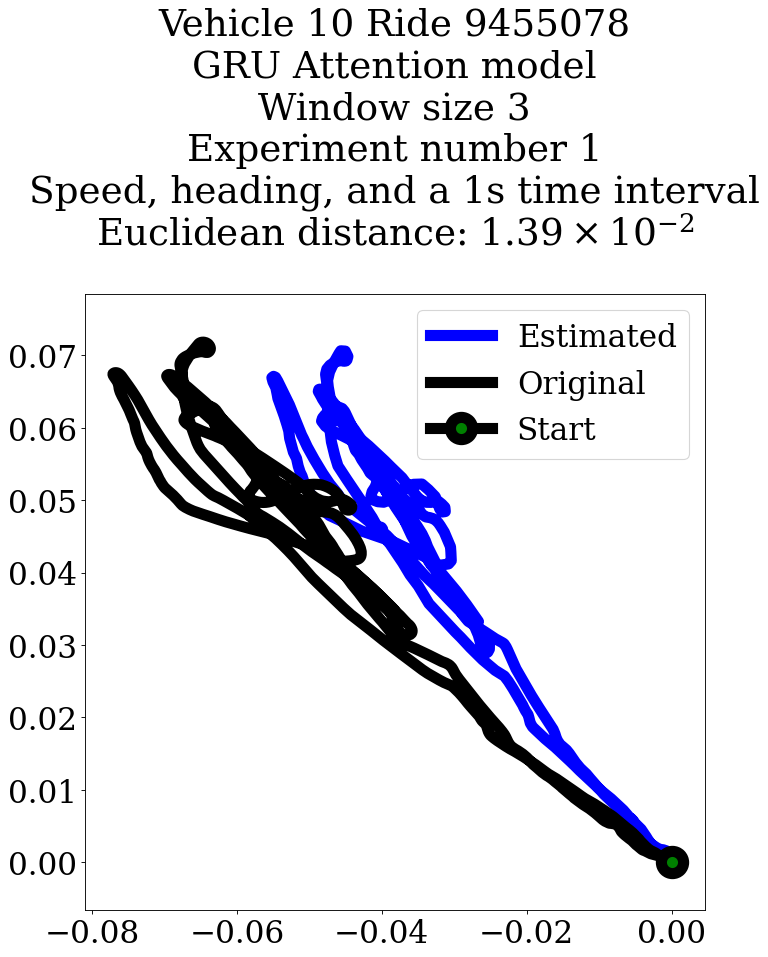 Vehicle 10 Ride 9455078
GRU Attention model
Window size 3
Experiment number 1
Speed, heading, and a 1s time interval
Euclidean distance: 1.39 × 10⁻²
Estimated
Original
Start
0.07
0.06
0.05
0.04
0.03
0.02
0.01
0.00
−0.08 −0.06 −0.04 −0.02 0.00